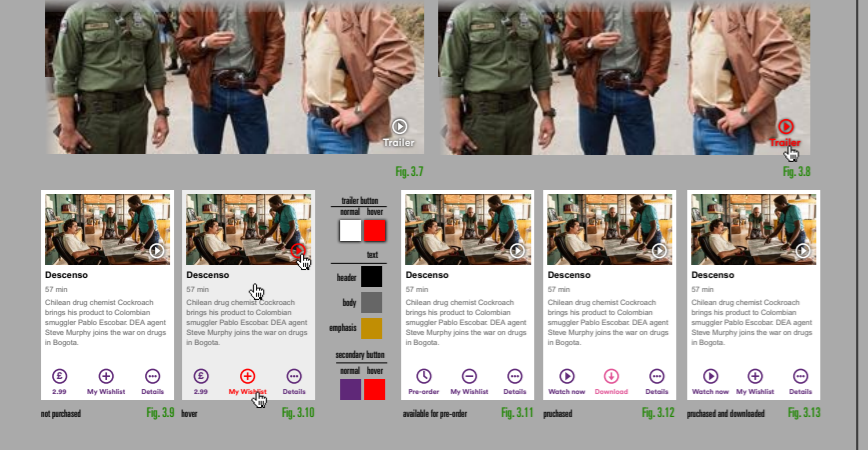 Trailer
Trailer
Fig. 3.7
Fig. 3.8
Descenso
57 min
Chilean drug chemist Cockroach
brings his product to Colombian
smuggler Pablo Escobar. DEA agent
Steve Murphy joins the war on drugs
in Bogota.
£
2.99
My Wishlist
Details
not purchased
Fig. 3.9
Descenso
57 min
Chilean drug chemist Cockroach
brings his product to Colombian
smuggler Pablo Escobar. DEA agent
Steve Murphy joins the war on drugs
in Bogota.
£
2.99
My Wishlist
Details
hover
Fig. 3.10
trailer button
normal hover
text
header
body
emphasis
secondary button
normal hover
Descenso
57 min
Chilean drug chemist Cockroach
brings his product to Colombian
smuggler Pablo Escobar. DEA agent
Steve Murphy joins the war on drugs
in Bogota.
Pre-order
My Wishlist
Details
available for pre-order
Fig. 3.11
Descenso
57 min
Chilean drug chemist Cockroach
brings his product to Colombian
smuggler Pablo Escobar. DEA agent
Steve Murphy joins the war on drugs
in Bogota.
Watch now
Download
Details
pruchased
Fig. 3.12
Descenso
57 min
Chilean drug chemist Cockroach
brings his product to Colombian
smuggler Pablo Escobar. DEA agent
Steve Murphy joins the war on drugs
in Bogota.
Watch now
My Wishlist
Details
pruchased and downloaded
Fig. 3.13